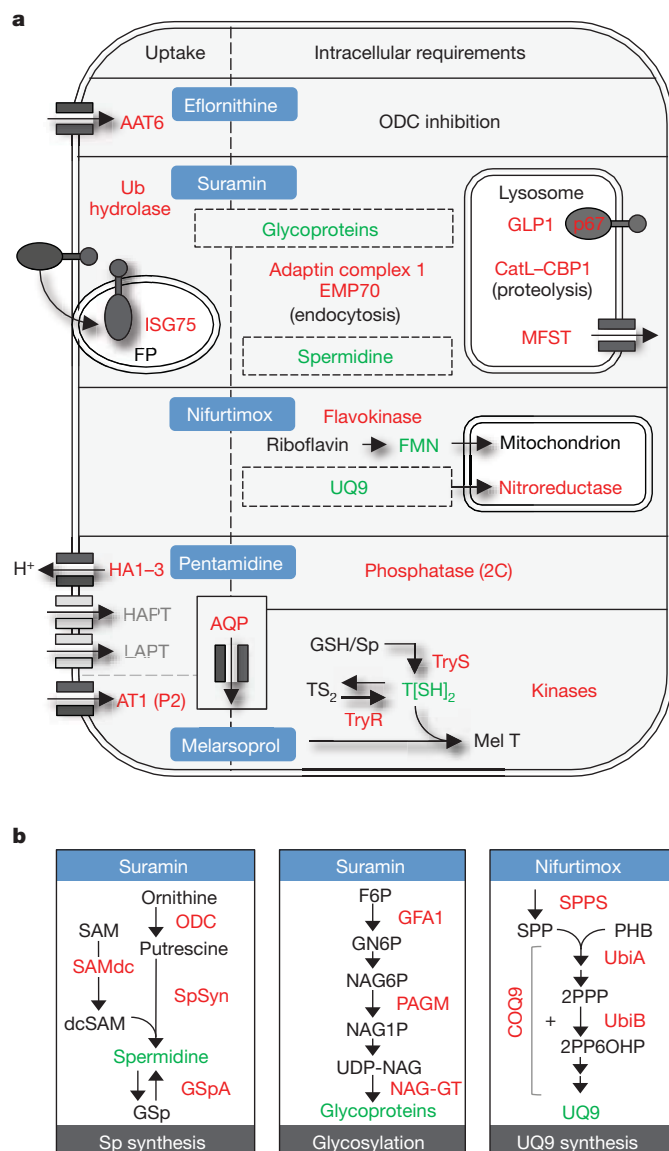 a
Uptake
Intracellular requirements
Eflornithine
AAT6
ODC inhibition
Suramin
Ub
hydrolase
Glycoproteins
Lysosome
GLP1
p67
Adaptin complex 1
EMP70
(endocytosis)
CatL–CBP1
(proteolysis)
ISG75
FP
MFST
Spermidine
Nifurtimox
Flavokinase
Riboflavin
FMN
Mitochondrion
UQ9
Nitroreductase
Pentamidine
H+
HA1–3
Phosphatase (2C)
HAPT
AQP
LAPT
GSH/Sp
TryS
TS2
T[SH]2
Kinases
AT1 (P2)
TryR
Melarsoprol
Mel T
b
Suramin
Ornithine
ODC
SAM
Putrescine
SAMdc
SpSyn
dcSAM
Spermidine
GSpA
GSp
Sp synthesis
Suramin
F6P
GFA1
GN6P
NAG6P
PAGM
NAG1P
UDP-NAG
NAG-GT
Glycoproteins
Glycosylation
Nifurtimox
SPPS
SPP
PHB
UbiA
COQ9
2PPP
+
UbiB
2PP6OHP
UQ9
UQ9 synthesis